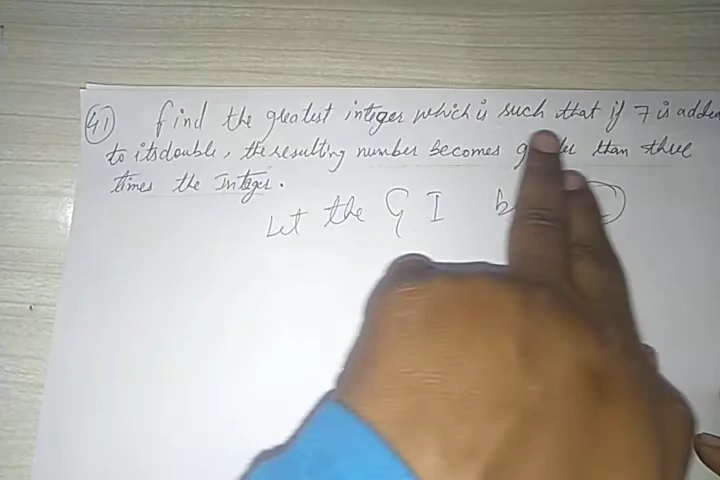 41) find the greatest integer which is such that if 7 is added
to its double, the resulting number becomes than three
times the Integer.
Let the G I